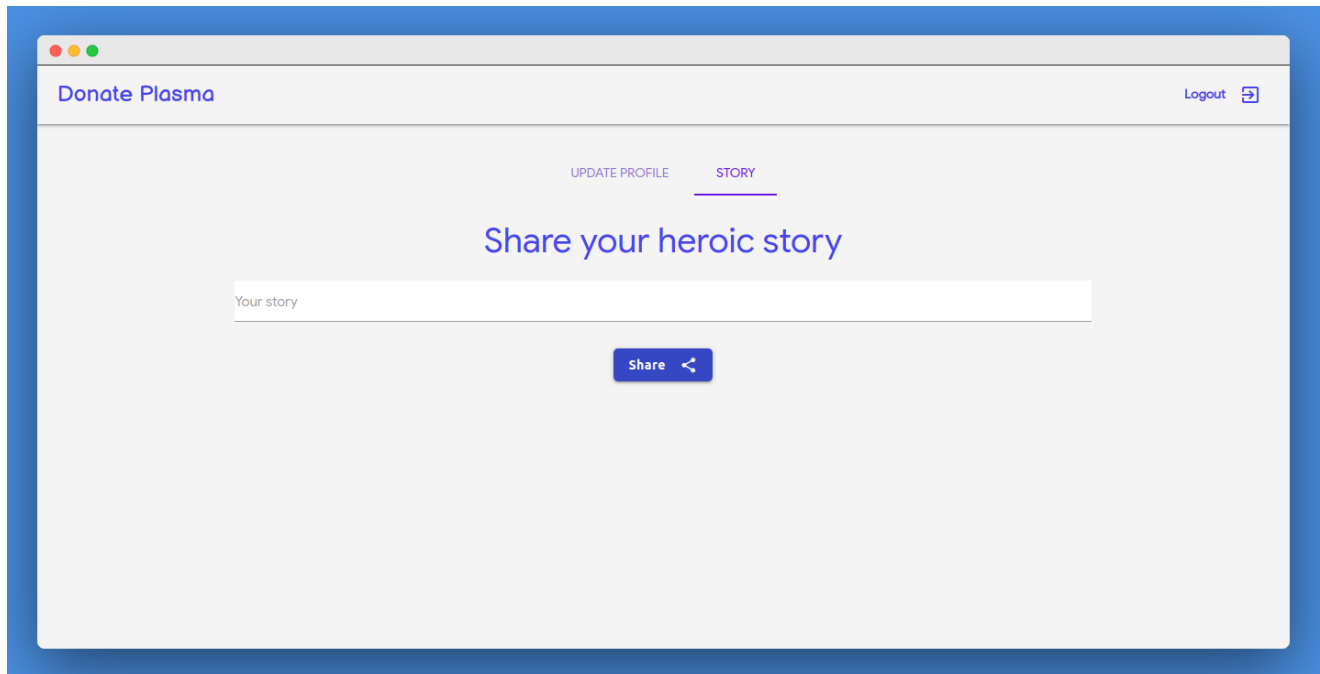 Donate Plasma
Logout
UPDATE PROFILE STORY
Share your heroic story
Your story
Share